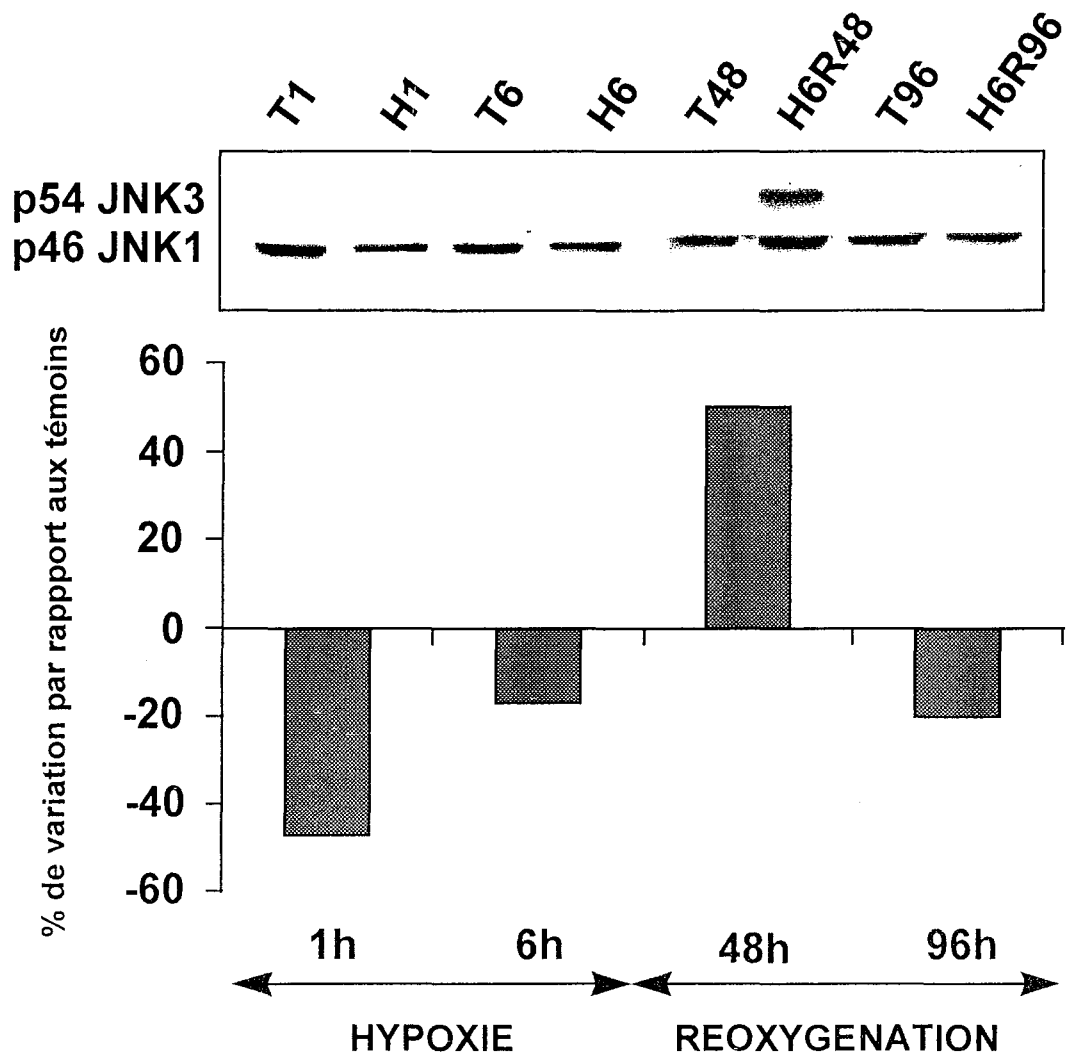 T1 H1 T6 H6 T48 H6R48 T96 H6R96
p54 JNK3
p46 JNK1
% de variation par rappport aux témoins
60
40
20
0
-20
-40
-60
1h 6h 48h 96h
HYPOXIE REOXYGENATION